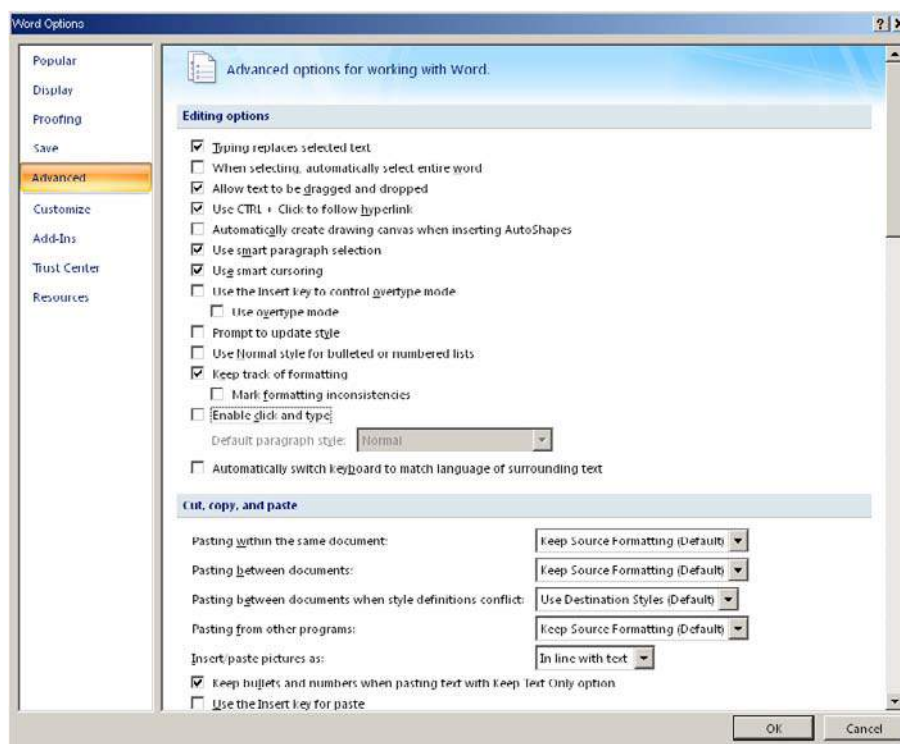 Word Options
Popular
Display
Proofing
Save
Advanced
Customize
Add-Ins
Trust Center
Resources
Advanced options for working with Word.
Editing options
Typing replaces selected text
When selecting, automatically select entire word
Allow text to be dragged and dropped
Use CTRL + Click to follow hyperlink
Automatically create drawing canvas when inserting AutoShapes
Use smart paragraph selection
Use smart cursoring
Use the Insert key to control overtype mode
Use overtype mode
Prompt to update style
Use Normal style for bulleted or numbered lists
Keep track of formatting
Mark formatting inconsistencies
Enable click and type
Default paragraph style: Normal
Automatically switch keyboard to match language of surrounding text
Cut, copy, and paste
Pasting within the same document: Keep Source Formatting (Default)
Pasting between documents: Keep Source Formatting (Default)
Pasting between documents when style definitions conflict: Use Destination Styles (Default)
Pasting from other programs: Keep Source Formatting (Default)
Insert/paste pictures as: In line with text
Keep bullets and numbers when pasting text with Keep Text Only option
Use the Insert key for paste
OK Cancel